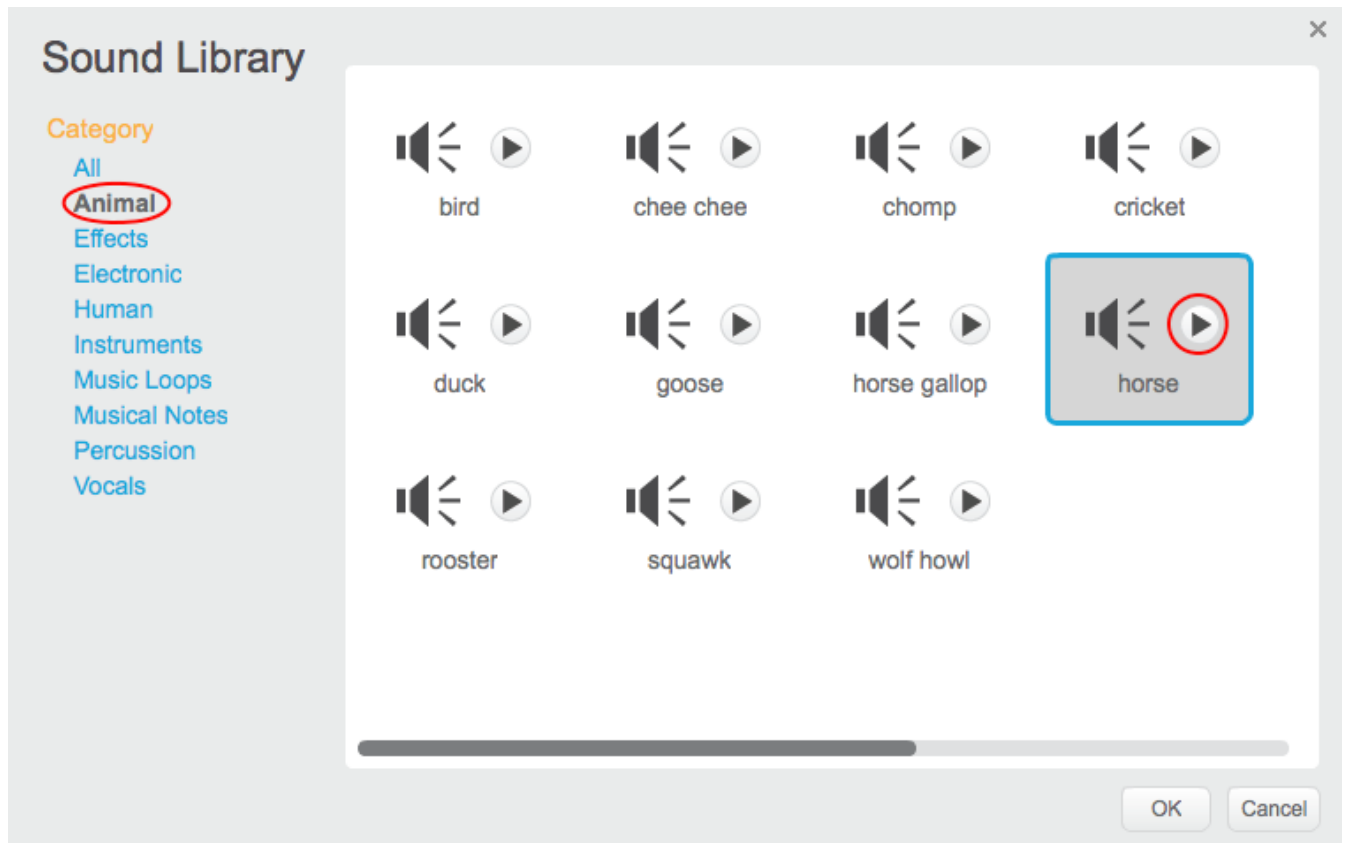 Sound Library
Category
All
Animal
Effects
Electronic
Human
Instruments
Music Loops
Musical Notes
Percussion
Vocals
bird chee chee chomp cricket
duck goose horse gallop horse
rooster squawk wolf howl
OK Cancel